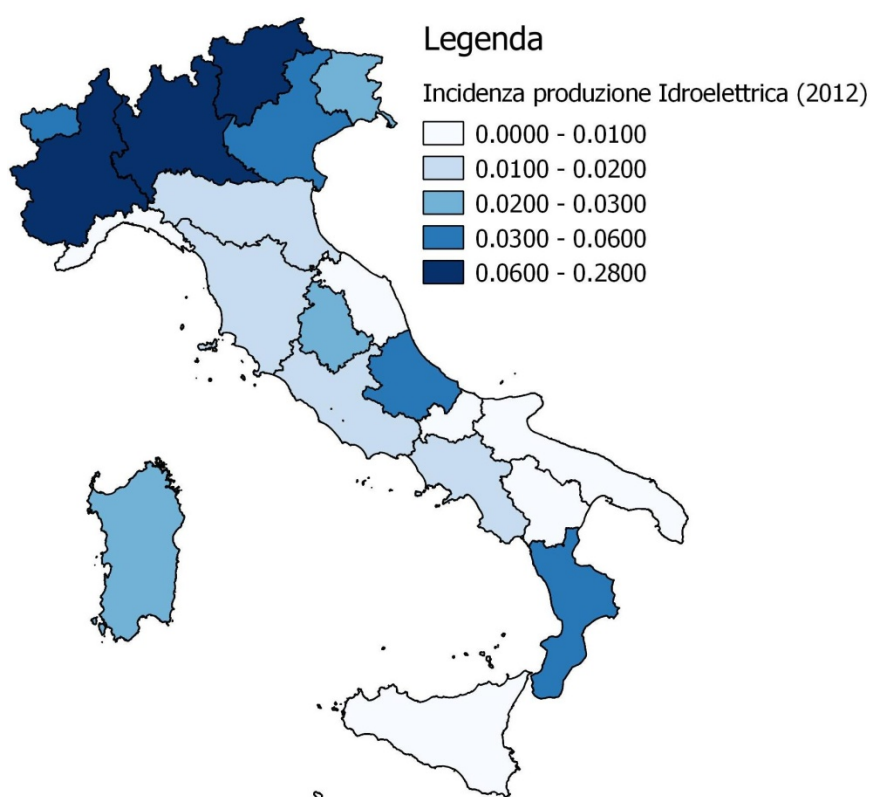 Legenda
Incidenza produzione Idroelettrica (2012)
0.0000 - 0.0100
0.0100 - 0.0200
0.0200 - 0.0300
0.0300 - 0.0600
0.0600 - 0.2800